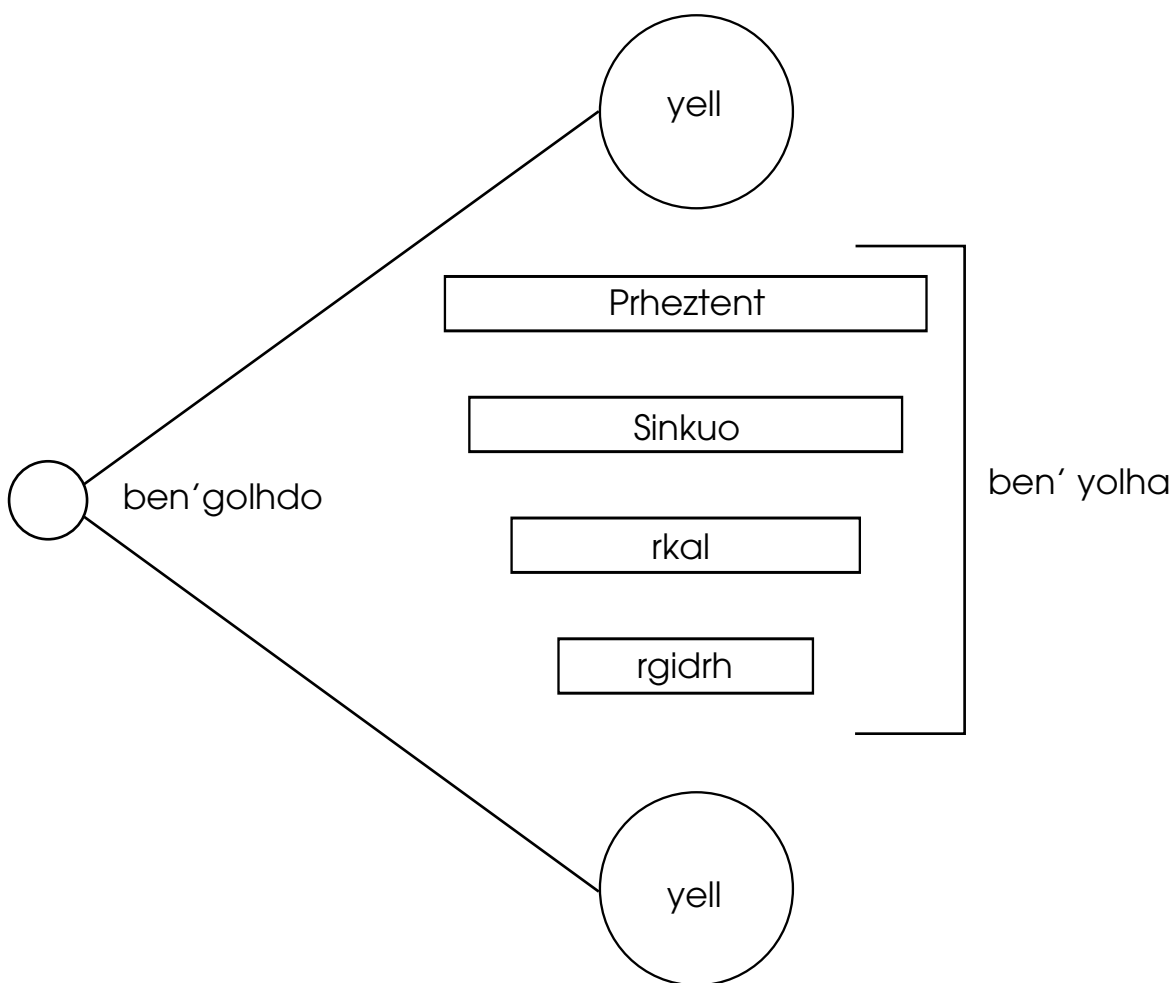 yell
Prheztent
Sinkuo
ben' yolha
ben'golhdo
rkal
rgidrh
yell